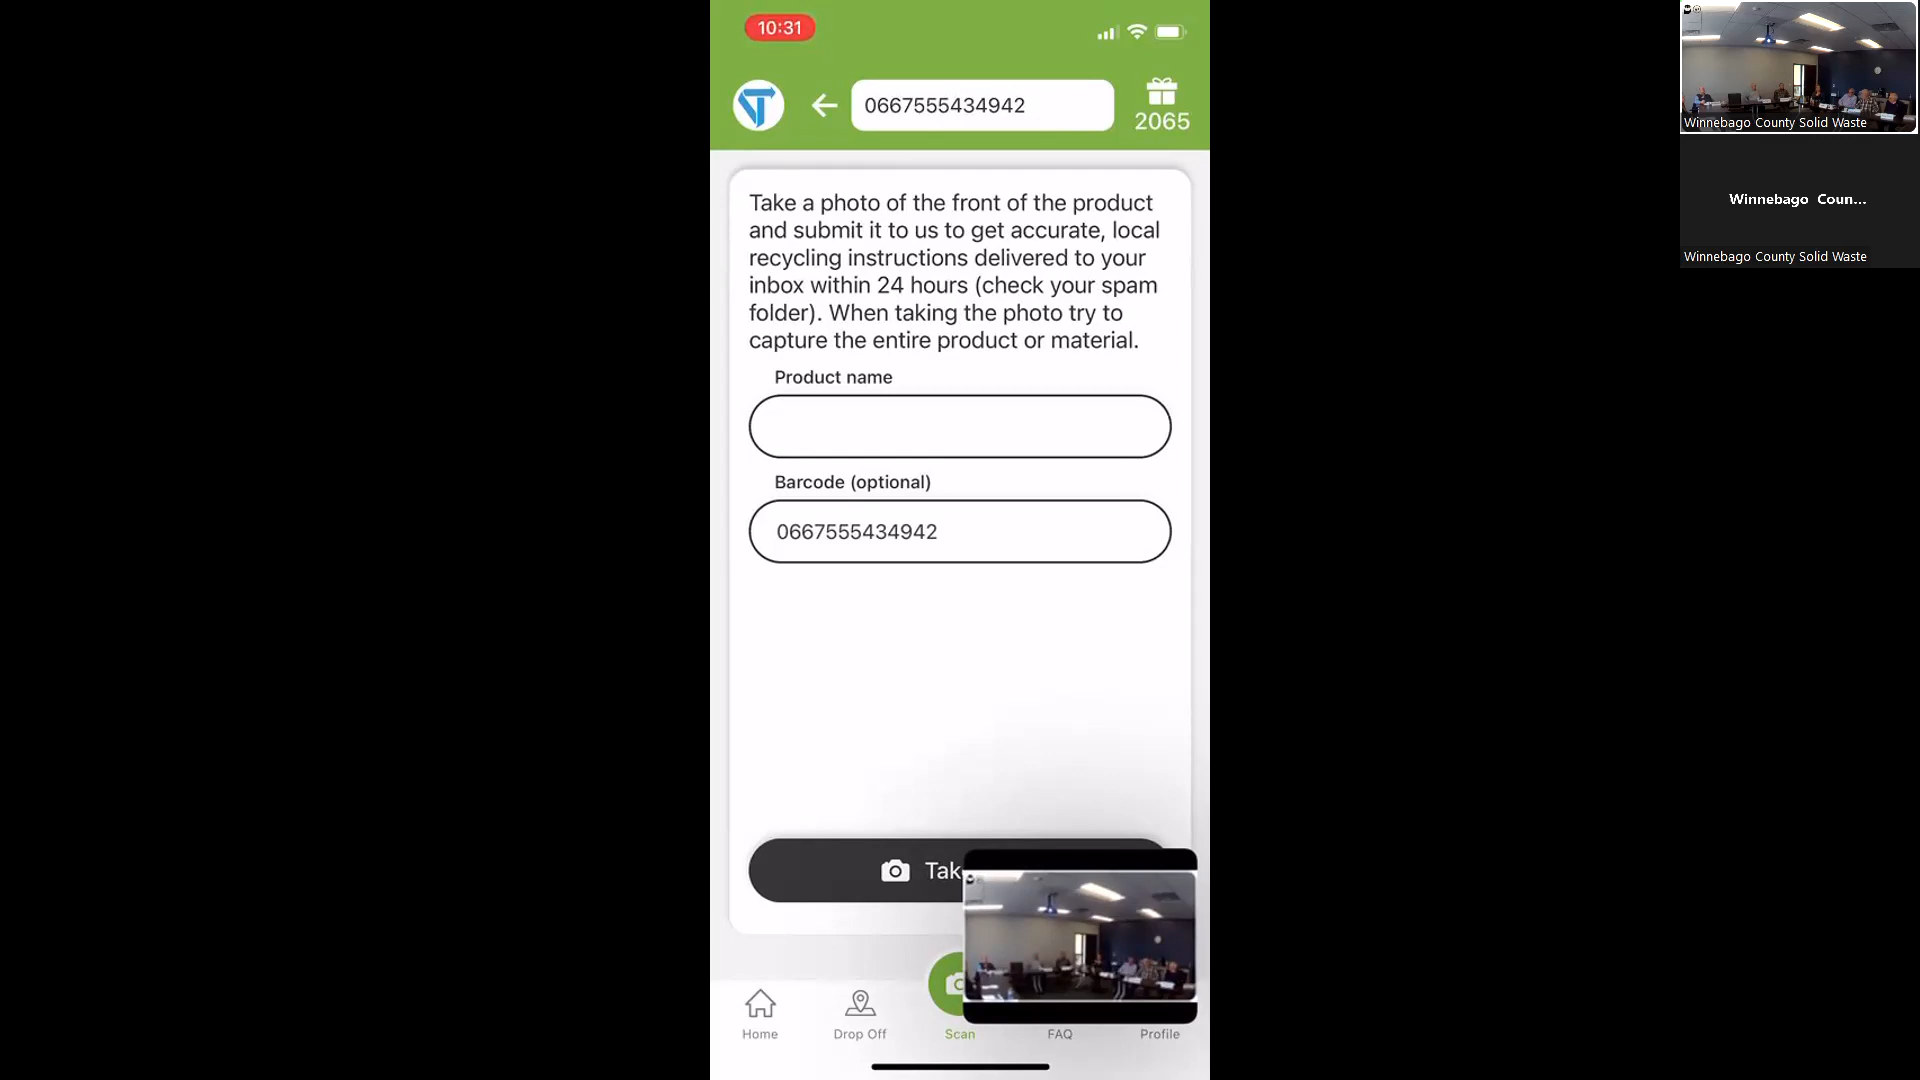 10:31
0667555434942
2065
Take a photo of the front of the product
and submit it to us to get accurate, local
recycling instructions delivered to your
inbox within 24 hours (check your spam
folder). When taking the photo try to
capture the entire product or material.
Product name
Barcode (optional)
0667555434942
Tak
Home
Drop Off
Scan
FAQ
Profile
Winnebago County Solid Waste
Winnebago Coun...
Winnebago County Solid Waste